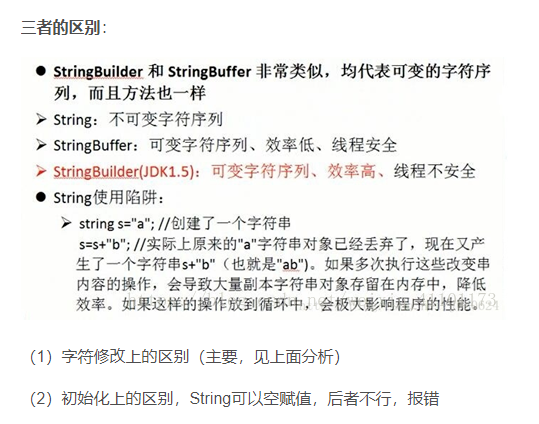 三者的区别：
● StringBuilder 和 StringBuffer 非常类似，均代表可变的字符序
列，而且方法也一样
➢ String：不可变字符序列
➢ StringBuffer：可变字符序列、效率低、线程安全
➢ StringBuilder(JDK1.5)：可变字符序列、效率高、线程不安全
● String使用陷阱：
➢ string s="a"; //创建了一个字符串
s=s+"b"; //实际上原来的"a"字符串对象已经丢弃了，现在又产
生了一个字符串s+"b"（也就是"ab")。如果多次执行这些改变串
内容的操作，会导致大量副本字符串对象存留在内存中，降低
效率。如果这样的操作放到循环中，会极大影响程序的性能。
（1）字符修改上的区别（主要，见上面分析）
（2）初始化上的区别，String可以空赋值，后者不行，报错